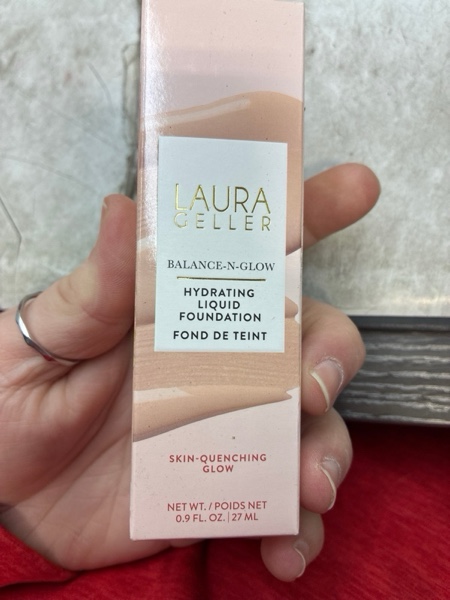 LAURA
GELLER
BALANCE-N-GLOW
HYDRATING
LIQUID
FOUNDATION
FOND DE TEINT
SKIN-QUENCHING
GLOW
NET WT. / POIDS NET
0.9 FL. OZ. | 27 ML